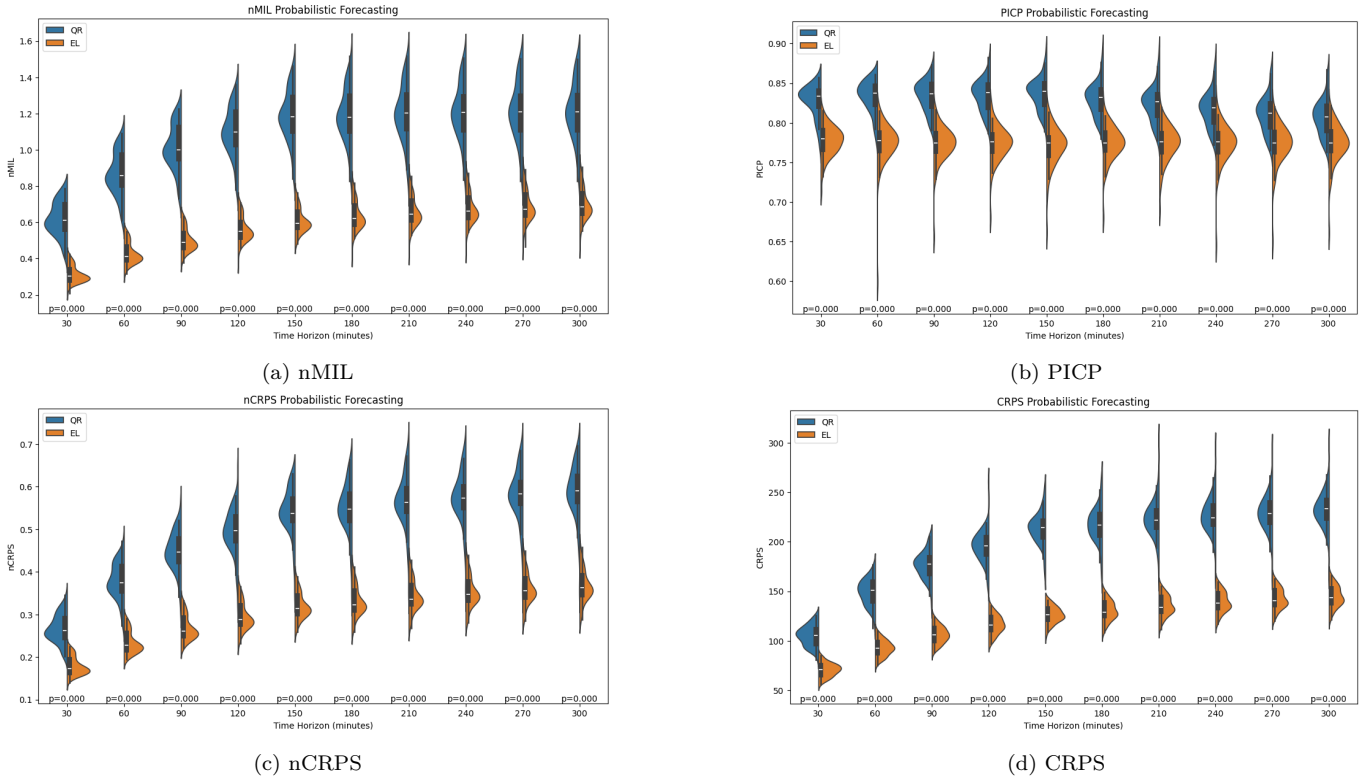 nMIL Probabilistic Forecasting
QR
EL
nMIL
1.6
1.4
1.2
1.0
0.8
0.6
0.4
0.2
p=0.000 p=0.000 p=0.000 p=0.000 p=0.000 p=0.000 p=0.000 p=0.000 p=0.000 p=0.000
30 60 90 120 150 180 210 240 270 300
Time Horizon (minutes)
(a) nMIL
PICP Probabilistic Forecasting
QR
EL
PICP
0.90
0.85
0.80
0.75
0.70
0.65
0.60
p=0.000 p=0.000 p=0.000 p=0.000 p=0.000 p=0.000 p=0.000 p=0.000 p=0.000 p=0.000
30 60 90 120 150 180 210 240 270 300
Time Horizon (minutes)
(b) PICP
nCRPS Probabilistic Forecasting
QR
EL
nCRPS
0.7
0.6
0.5
0.4
0.3
0.2
0.1
p=0.000 p=0.000 p=0.000 p=0.000 p=0.000 p=0.000 p=0.000 p=0.000 p=0.000 p=0.000
30 60 90 120 150 180 210 240 270 300
Time Horizon (minutes)
(c) nCRPS
CRPS Probabilistic Forecasting
QR
EL
CRPS
300
250
200
150
100
50
p=0.000 p=0.000 p=0.000 p=0.000 p=0.000 p=0.000 p=0.000 p=0.000 p=0.000 p=0.000
30 60 90 120 150 180 210 240 270 300
Time Horizon (minutes)
(d) CRPS